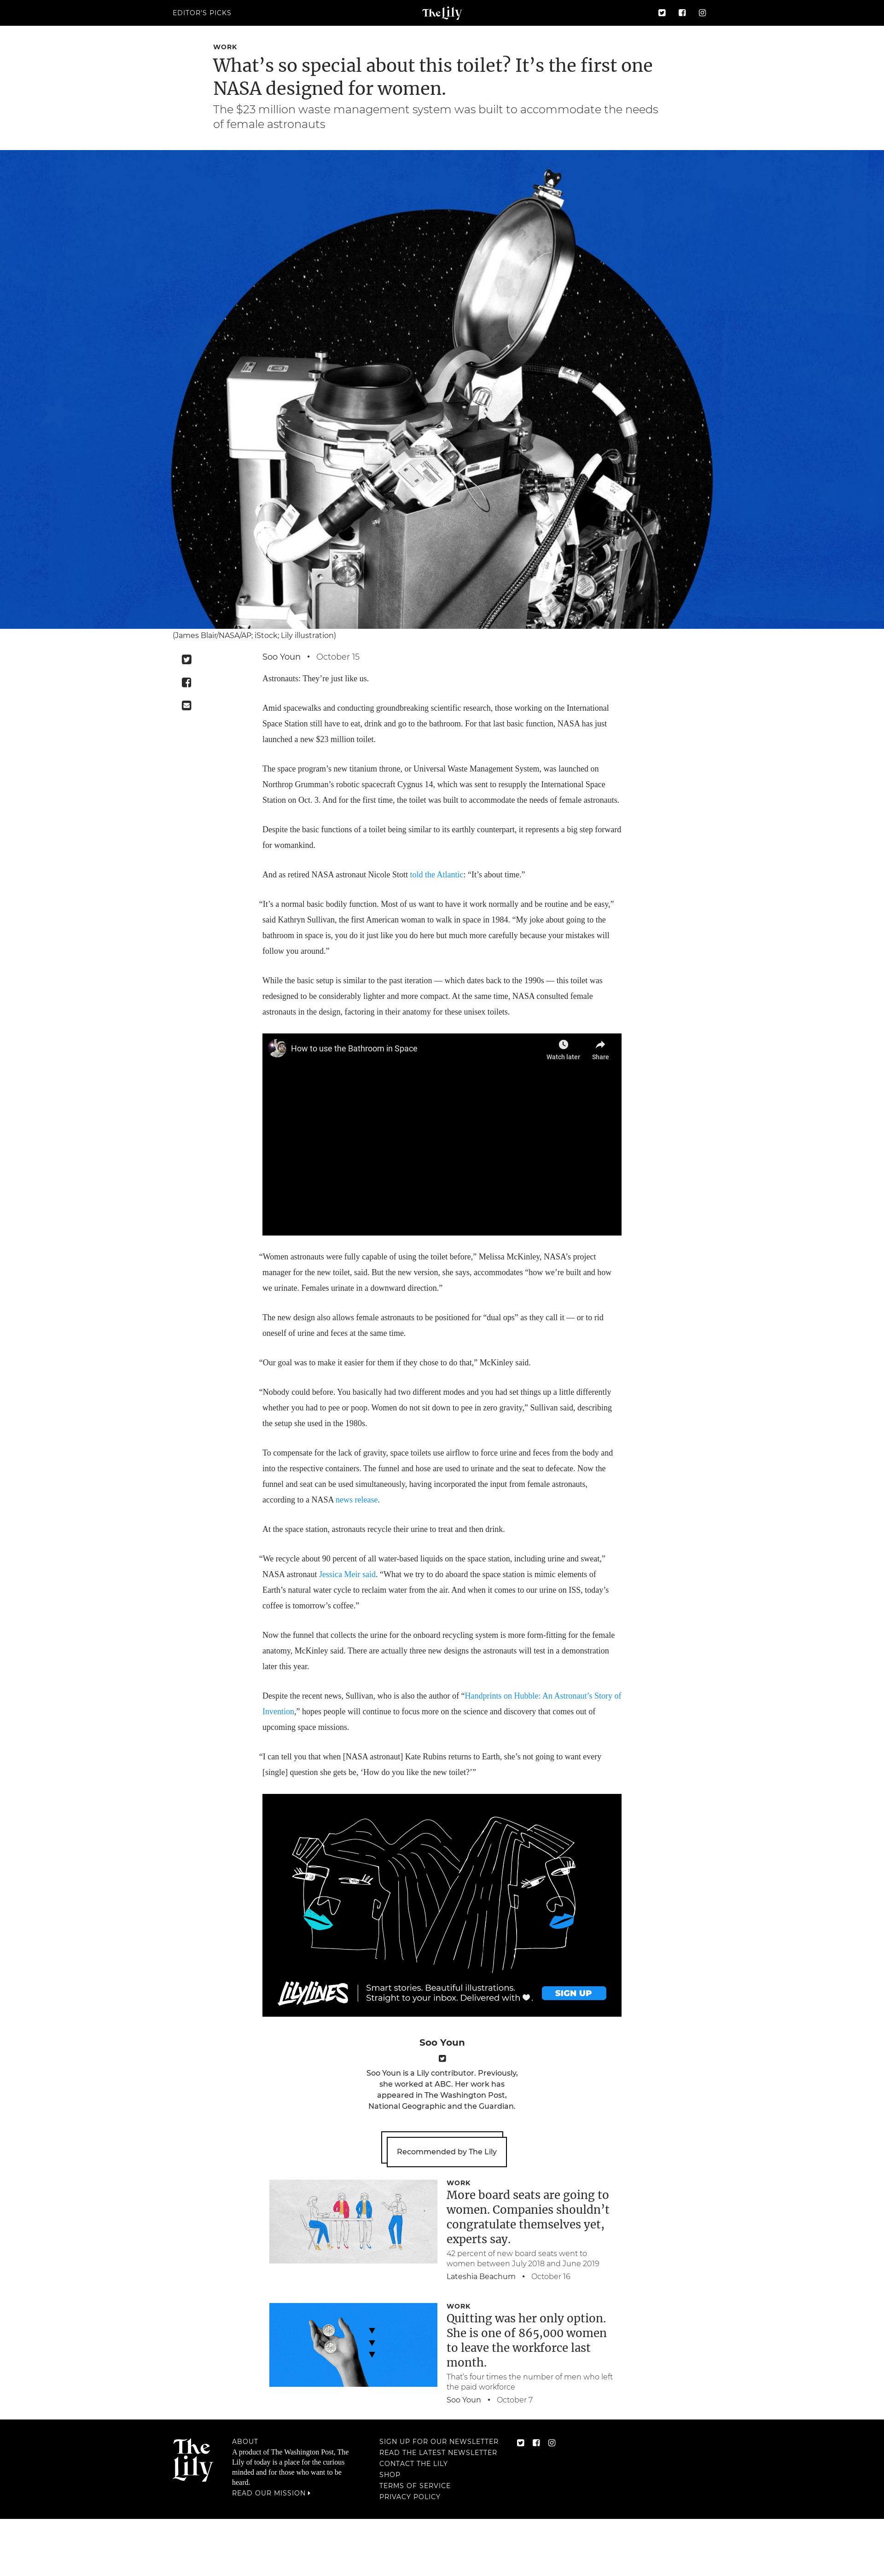 EDITOR'S PICKS
The Lily
WORK
What's so special about this toilet? It's the first one
NASA designed for women.
The $23 million waste management system was built to accommodate the needs
of female astronauts
(James Blair/NASA/AP; iStock; Lily illustration)
Soo Youn • October 15
Astronauts: They're just like us.
Amid spacewalks and conducting groundbreaking scientific research, those working on the International
Space Station still have to eat, drink and go to the bathroom. For that last basic function, NASA has just
launched a new $23 million toilet.
The space program's new titanium throne, or Universal Waste Management System, was launched on
Northrop Grumman's robotic spacecraft Cygnus 14, which was sent to resupply the International Space
Station on Oct. 3. And for the first time, the toilet was built to accommodate the needs of female astronauts.
Despite the basic functions of a toilet being similar to its earthly counterpart, it represents a big step forward
for womankind.
And as retired NASA astronaut Nicole Stott told the Atlantic: “It's about time.”
“It's a normal basic bodily function. Most of us want to have it work normally and be routine and be easy,”
said Kathryn Sullivan, the first American woman to walk in space in 1984. “My joke about going to the
bathroom in space is, you do it just like you do here but much more carefully because your mistakes will
follow you around.”
While the basic setup is similar to the past iteration — which dates back to the 1990s — this toilet was
redesigned to be considerably lighter and more compact. At the same time, NASA consulted female
astronauts in the design, factoring in their anatomy for these unisex toilets.
How to use the Bathroom in Space
Watch later
Share
“Women astronauts were fully capable of using the toilet before,” Melissa McKinley, NASA's project
manager for the new toilet, said. But the new version, she says, accommodates “how we're built and how
we urinate. Females urinate in a downward direction.”
The new design also allows female astronauts to be positioned for “dual ops” as they call it — or to rid
oneself of urine and feces at the same time.
“Our goal was to make it easier for them if they chose to do that,” McKinley said.
“Nobody could before. You basically had two different modes and you had set things up a little differently
whether you had to pee or poop. Women do not sit down to pee in zero gravity,” Sullivan said, describing
the setup she used in the 1980s.
To compensate for the lack of gravity, space toilets use airflow to force urine and feces from the body and
into the respective containers. The funnel and hose are used to urinate and the seat to defecate. Now the
funnel and seat can be used simultaneously, having incorporated the input from female astronauts,
according to a NASA news release.
At the space station, astronauts recycle their urine to treat and then drink.
“We recycle about 90 percent of all water-based liquids on the space station, including urine and sweat,”
NASA astronaut Jessica Meir said. “What we try to do aboard the space station is mimic elements of
Earth's natural water cycle to reclaim water from the air. And when it comes to our urine on ISS, today's
coffee is tomorrow's coffee.”
Now the funnel that collects the urine for the onboard recycling system is more form-fitting for the female
anatomy, McKinley said. There are actually three new designs the astronauts will test in a demonstration
later this year.
Despite the recent news, Sullivan, who is also the author of “Handprints on Hubble: An Astronaut's Story of
Invention,” hopes people will continue to focus more on the science and discovery that comes out of
upcoming space missions.
“I can tell you that when [NASA astronaut] Kate Rubins returns to Earth, she's not going to want every
[single] question she gets be, ‘How do you like the new toilet?’”
LILYLINES
Smart stories. Beautiful illustrations.
Straight to your inbox. Delivered with ♥.
SIGN UP
Soo Youn
Soo Youn is a Lily contributor. Previously,
she worked at ABC. Her work has
appeared in The Washington Post,
National Geographic and the Guardian.
Recommended by The Lily
WORK
More board seats are going to
women. Companies shouldn't
congratulate themselves yet,
experts say.
42 percent of new board seats went to
women between July 2018 and June 2019
Lateshia Beachum • October 16
WORK
Quitting was her only option.
She is one of 865,000 women
to leave the workforce last
month.
That's four times the number of men who left
the paid workforce
Soo Youn • October 7
The Lily
ABOUT
A product of The Washington Post, The
Lily of today is a place for the curious
minded and for those who want to be
heard.
READ OUR MISSION
SIGN UP FOR OUR NEWSLETTER
READ THE LATEST NEWSLETTER
CONTACT THE LILY
SHOP
TERMS OF SERVICE
PRIVACY POLICY